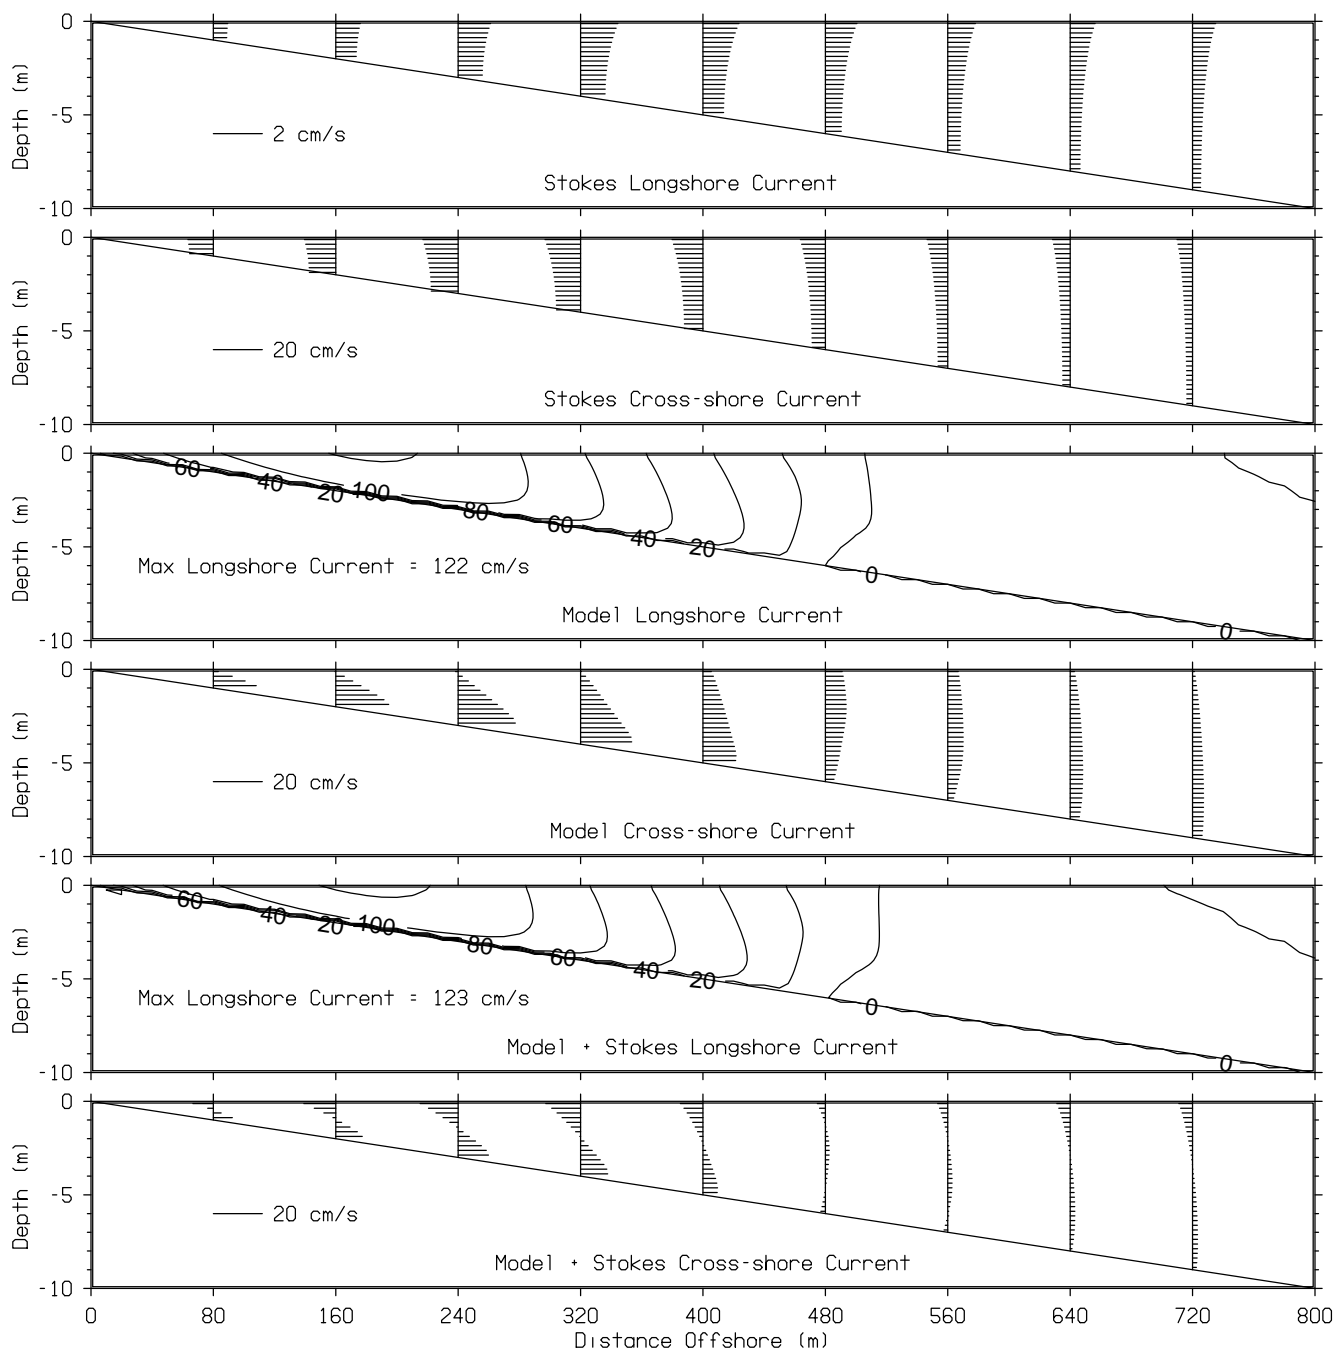 0
-5
-10
Depth (m)
2 cm/s
Stokes Longshore Current
0
-5
-10
Depth (m)
20 cm/s
Stokes Cross-shore Current
0
-5
-10
Depth (m)
60 40 20 100 80 60 40 20 0 0
Max Longshore Current = 122 cm/s
Model Longshore Current
0
-5
-10
Depth (m)
20 cm/s
Model Cross-shore Current
0
-5
-10
Depth (m)
60 40 20 100 80 60 40 20 0 0
Max Longshore Current = 123 cm/s
Model + Stokes Longshore Current
0
-5
-10
Depth (m)
20 cm/s
Model + Stokes Cross-shore Current
0 80 160 240 320 400 480 560 640 720 800
Distance Offshore (m)